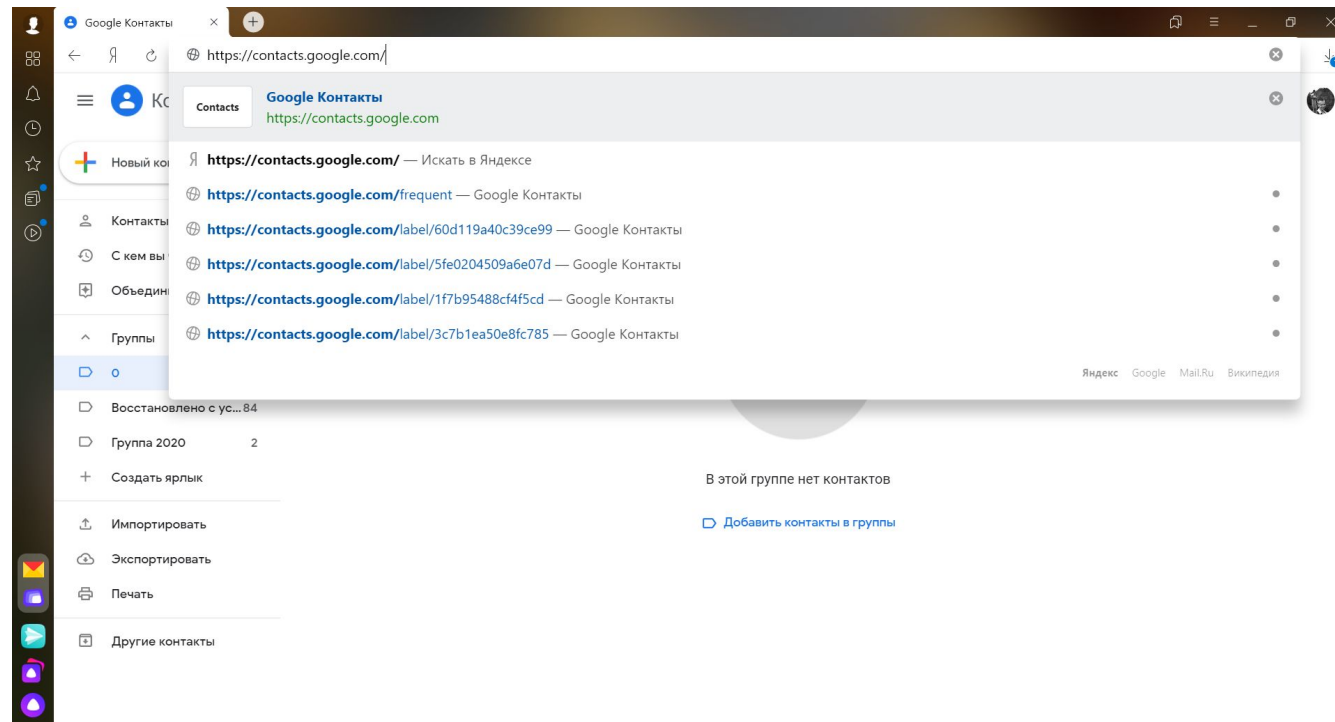 Google Контакты
https://contacts.google.com/
Contacts
Google Контакты
https://contacts.google.com
https://contacts.google.com/ — Искать в Яндексе
https://contacts.google.com/frequent — Google Контакты
https://contacts.google.com/label/60d119a40c39ce99 — Google Контакты
https://contacts.google.com/label/5fe0204509a6e07d — Google Контакты
https://contacts.google.com/label/1f7b95488cf4f5cd — Google Контакты
https://contacts.google.com/label/3c7b1ea50e8fc785 — Google Контакты
Яндекс Google Mail.Ru Википедия
Новый
Контакты
С кем вы
Группы
0
Восстановлено с ус... 84
Группа 2020 2
Создать ярлык
Импортировать
Экспортировать
Печать
Другие контакты
В этой группе нет контактов
Добавить контакты в группы